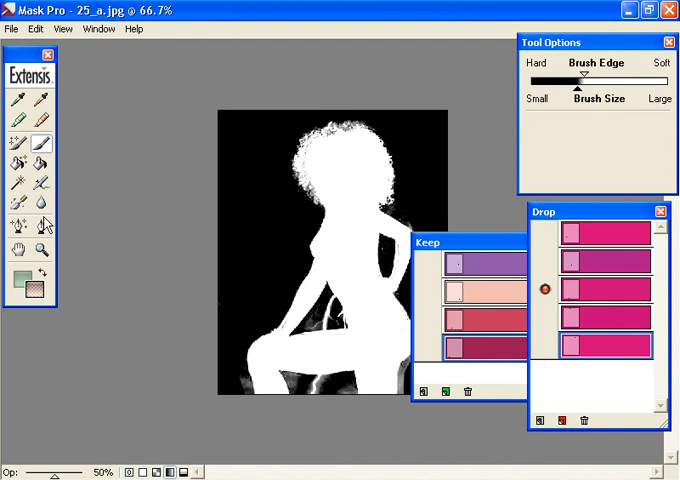 Mask Pro - 25_a.jpg @ 66.7%
File Edit View Window Help
Extensis
Tool Options
Hard Brush Edge Soft
Small Brush Size Large
Drop
Keep
Op: 50%